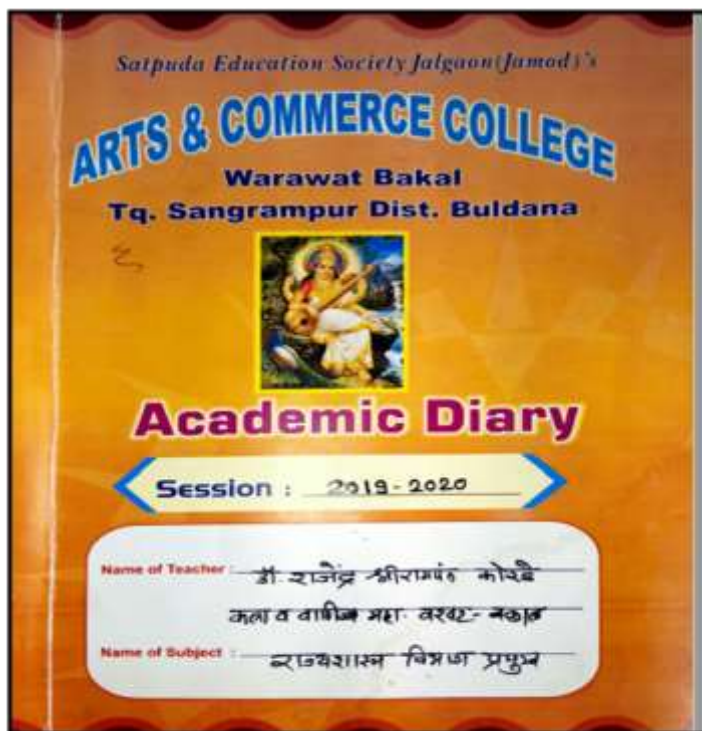 Satpuda Education Society Jalgaon(Jamod)'s
ARTS & COMMERCE COLLEGE
Warawat Bakal
Tq. Sangrampur Dist. Buldana
Academic Diary
Session : 2019-2020
Name of Teacher : डॉ राजेंद्र श्रीरामपंत कोरडे
कला व वाणिज्य महा. वरवट-बकाल
Name of Subject : राज्यशास्त्र विभाग प्रमुख